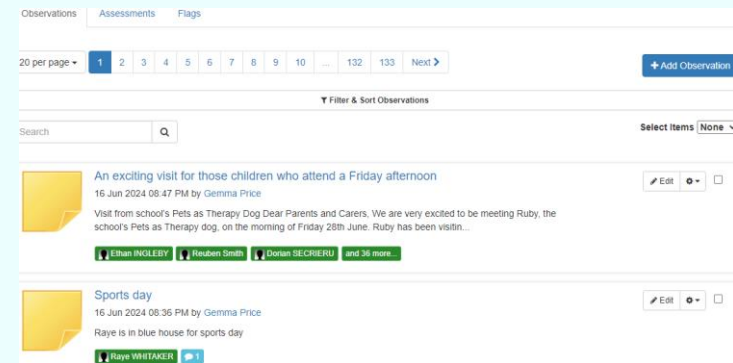 Observations Assessments Flags
20 per page 1 2 3 4 5 6 7 8 9 10 ... 132 133 Next
+ Add Observation
Filter & Sort Observations
Search
Select Items None
An exciting visit for those children who attend a Friday afternoon
Edit
16 Jun 2024 08:47 PM by Gemma Price
Visit from school's Pets as Therapy Dog Dear Parents and Carers, We are very excited to be meeting Ruby, the
school's Pets as Therapy dog, on the morning of Friday 28th June. Ruby has been visitin...
Ethan INGLEBY Reuben Smith Dorian SECRIERU and 36 more...
Sports day
Edit
16 Jun 2024 08:36 PM by Gemma Price
Raye is in blue house for sports day
Raye WHITAKER 1